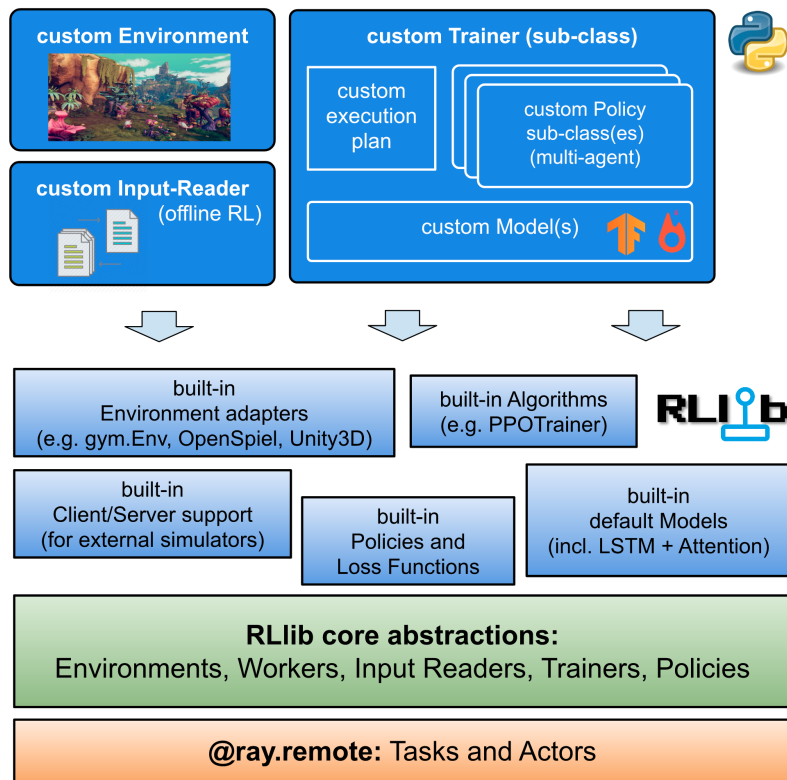 custom Environment
custom Trainer (sub-class)
custom
execution
plan
custom Policy
sub-class(es)
(multi-agent)
custom Input-Reader
(offline RL)
custom Model(s)
built-in
Environment adapters
(e.g. gym.Env, OpenSpiel, Unity3D)
built-in Algorithms
(e.g. PPOTrainer)
RLlib
built-in
Client/Server support
(for external simulators)
built-in
Policies and
Loss Functions
built-in
default Models
(incl. LSTM + Attention)
RLlib core abstractions:
Environments, Workers, Input Readers, Trainers, Policies
@ray.remote: Tasks and Actors